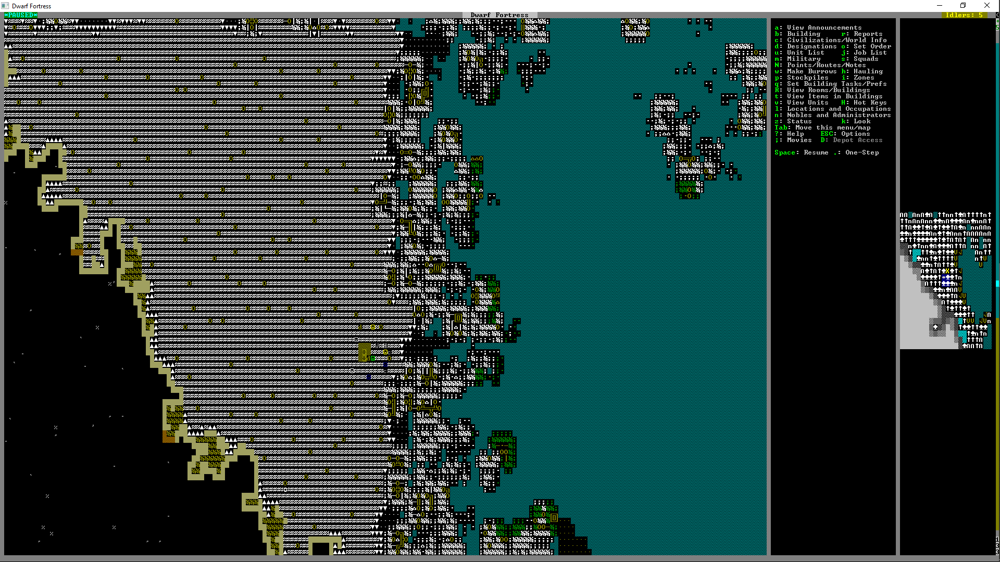 Dwarf Fortress
*PAUSED*
Dwarf Fortress
Idlers: 5
a: View Announcements
b: Building r: Reports
c: Civilizations/World Info
d: Designations o: Set Order
u: Unit List j: Job List
m: Military s: Squads
N: Points/Routes/Notes
w: Make Burrows h: Hauling
p: Stockpiles i: Zones
q: Set Building Tasks/Prefs
R: View Rooms/Buildings
t: View Items in Buildings
v: View Units H: Hot Keys
l: Locations and Occupations
n: Nobles and Administrators
z: Status k: Look
Tab: Move this menu/map
?: Help ESC: Options
;: Movies D: Depot Access
Space: Resume .: One-Step